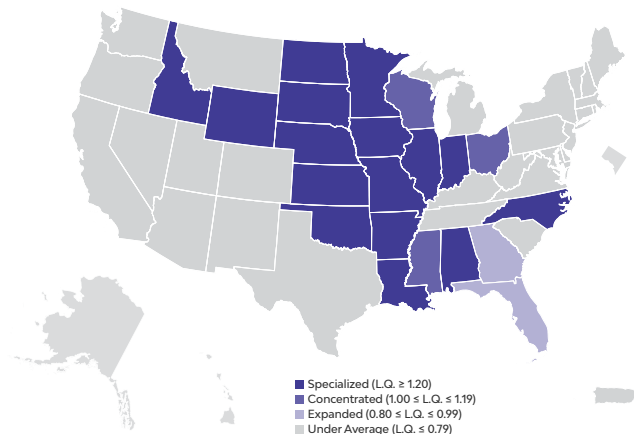 Specialized (L.Q. ≥ 1.20)
Concentrated (1.00 ≤ L.Q. ≤ 1.19)
Expanded (0.80 ≤ L.Q. ≤ 0.99)
Under Average (L.Q. ≤ 0.79)